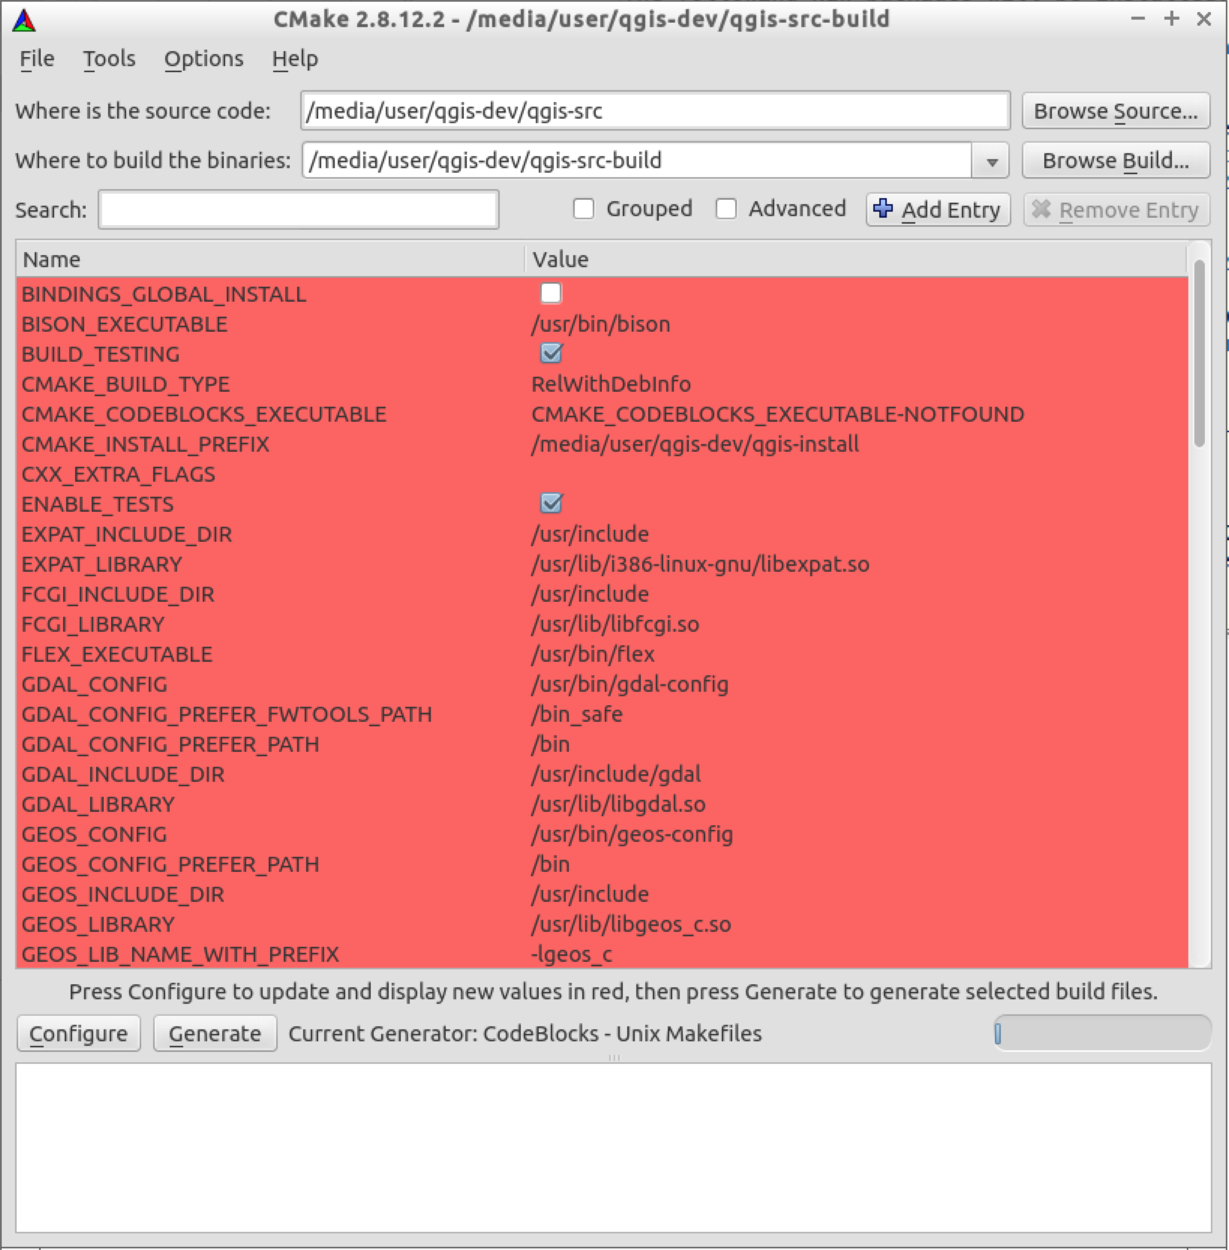 CMake 2.8.12.2 - /media/user/qgis-dev/qgis-src-build
File Tools Options Help
Where is the source code: /media/user/qgis-dev/qgis-src Browse Source...
Where to build the binaries: /media/user/qgis-dev/qgis-src-build Browse Build...
Search: Grouped Advanced Add Entry Remove Entry
Name Value
BINDINGS_GLOBAL_INSTALL
BISON_EXECUTABLE /usr/bin/bison
BUILD_TESTING
CMAKE_BUILD_TYPE RelWithDebInfo
CMAKE_CODEBLOCKS_EXECUTABLE CMAKE_CODEBLOCKS_EXECUTABLE-NOTFOUND
CMAKE_INSTALL_PREFIX /media/user/qgis-dev/qgis-install
CXX_EXTRA_FLAGS
ENABLE_TESTS
EXPAT_INCLUDE_DIR /usr/include
EXPAT_LIBRARY /usr/lib/i386-linux-gnu/libexpat.so
FCGI_INCLUDE_DIR /usr/include
FCGI_LIBRARY /usr/lib/libfcgi.so
FLEX_EXECUTABLE /usr/bin/flex
GDAL_CONFIG /usr/bin/gdal-config
GDAL_CONFIG_PREFER_FWTOOLS_PATH /bin_safe
GDAL_CONFIG_PREFER_PATH /bin
GDAL_INCLUDE_DIR /usr/include/gdal
GDAL_LIBRARY /usr/lib/libgdal.so
GEOS_CONFIG /usr/bin/geos-config
GEOS_CONFIG_PREFER_PATH /bin
GEOS_INCLUDE_DIR /usr/include
GEOS_LIBRARY /usr/lib/libgeos_c.so
GEOS_LIB_NAME_WITH_PREFIX -lgeos_c
Press Configure to update and display new values in red, then press Generate to generate selected build files.
Configure Generate Current Generator: CodeBlocks - Unix Makefiles